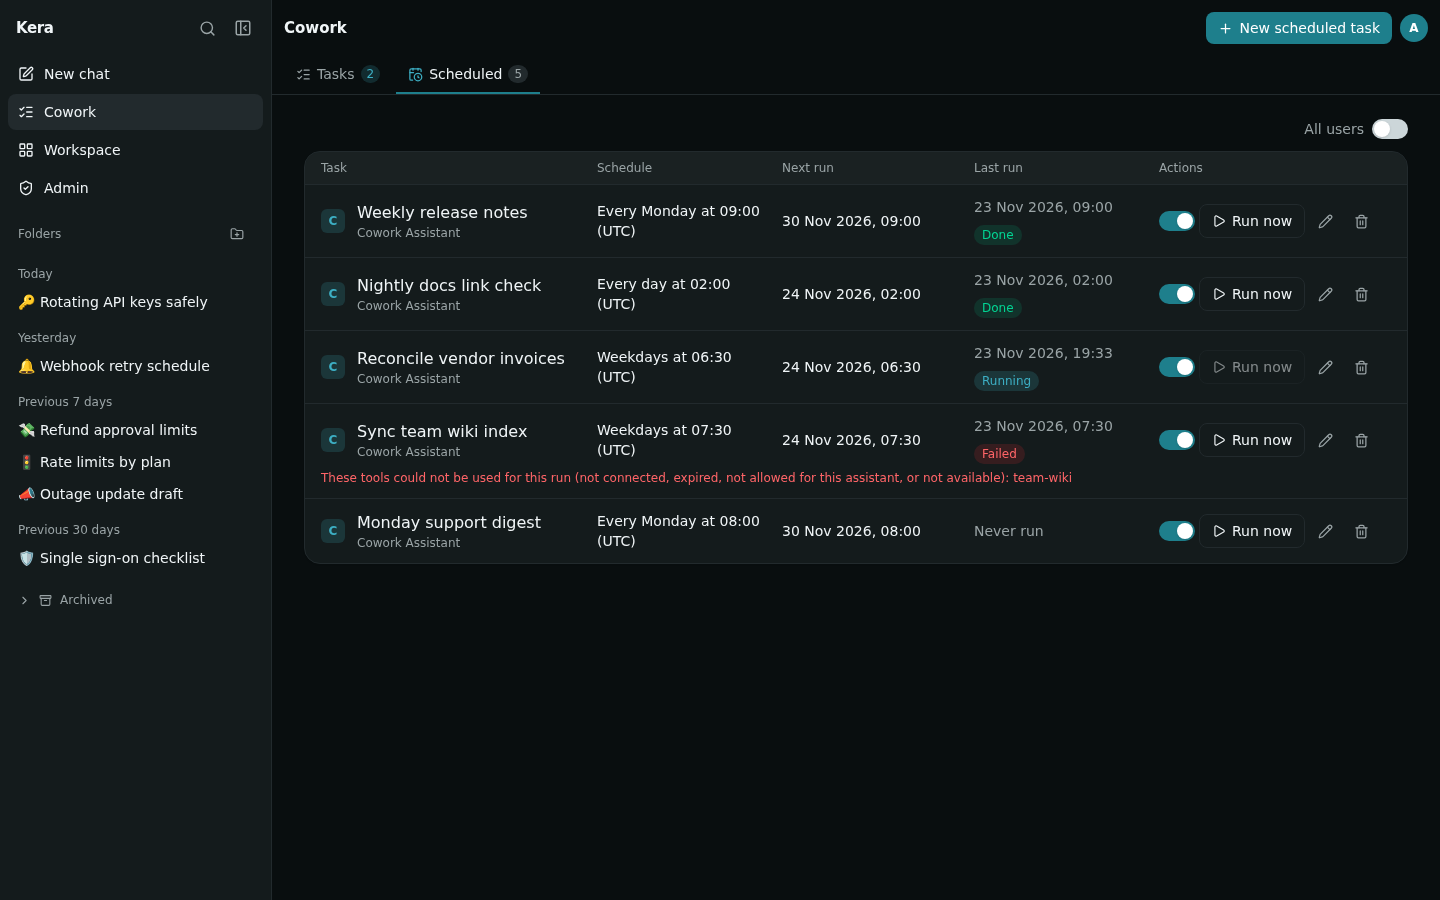 Kera
New chat
Cowork
Workspace
Admin
Folders
Today
🔑 Rotating API keys safely
Yesterday
🔔 Webhook retry schedule
Previous 7 days
💸 Refund approval limits
🚦 Rate limits by plan
📣 Outage update draft
Previous 30 days
🛡️ Single sign-on checklist
Archived
Cowork
New scheduled task
A
Tasks 2
Scheduled 5
All users
Task Schedule Next run Last run Actions
C
Weekly release notes
Cowork Assistant
Every Monday at 09:00
(UTC)
30 Nov 2026, 09:00
23 Nov 2026, 09:00
Done
Run now
C
Nightly docs link check
Cowork Assistant
Every day at 02:00
(UTC)
24 Nov 2026, 02:00
23 Nov 2026, 02:00
Done
Run now
C
Reconcile vendor invoices
Cowork Assistant
Weekdays at 06:30
(UTC)
24 Nov 2026, 06:30
23 Nov 2026, 19:33
Running
Run now
C
Sync team wiki index
Cowork Assistant
Weekdays at 07:30
(UTC)
24 Nov 2026, 07:30
23 Nov 2026, 07:30
Failed
Run now
These tools could not be used for this run (not connected, expired, not allowed for this assistant, or not available): team-wiki
C
Monday support digest
Cowork Assistant
Every Monday at 08:00
(UTC)
30 Nov 2026, 08:00
Never run
Run now